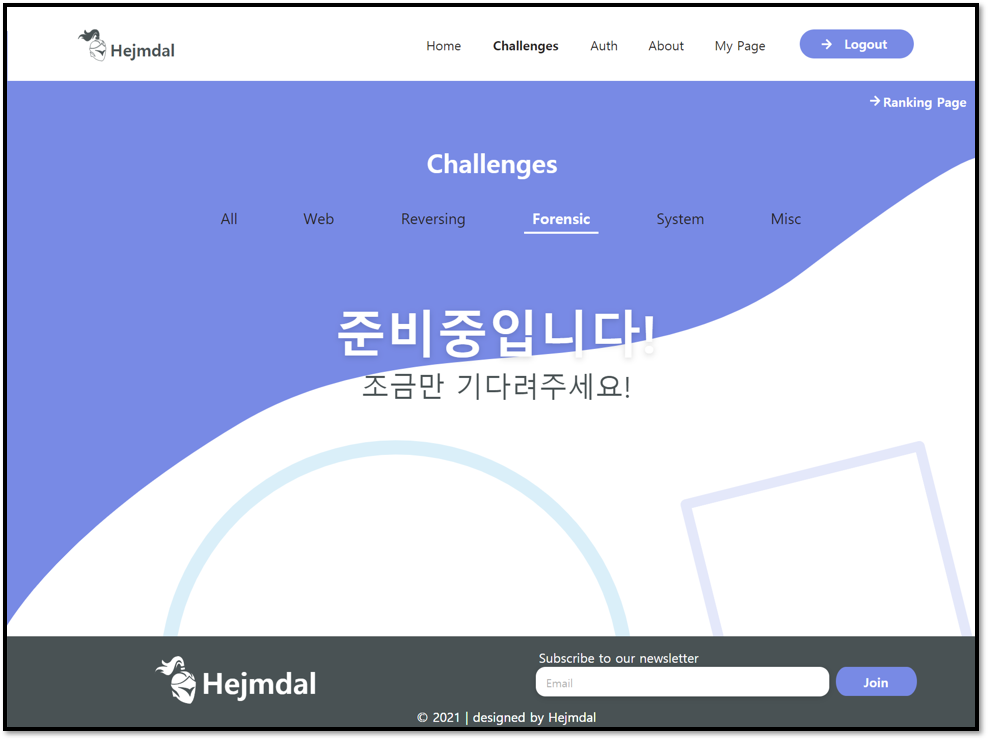 Hejmdal
Home Challenges Auth About My Page → Logout
→ Ranking Page
Challenges
All Web Reversing Forensic System Misc
준비중입니다!
조금만 기다려주세요!
Subscribe to our newsletter
Hejmdal
Email Join
© 2021 | designed by Hejmdal